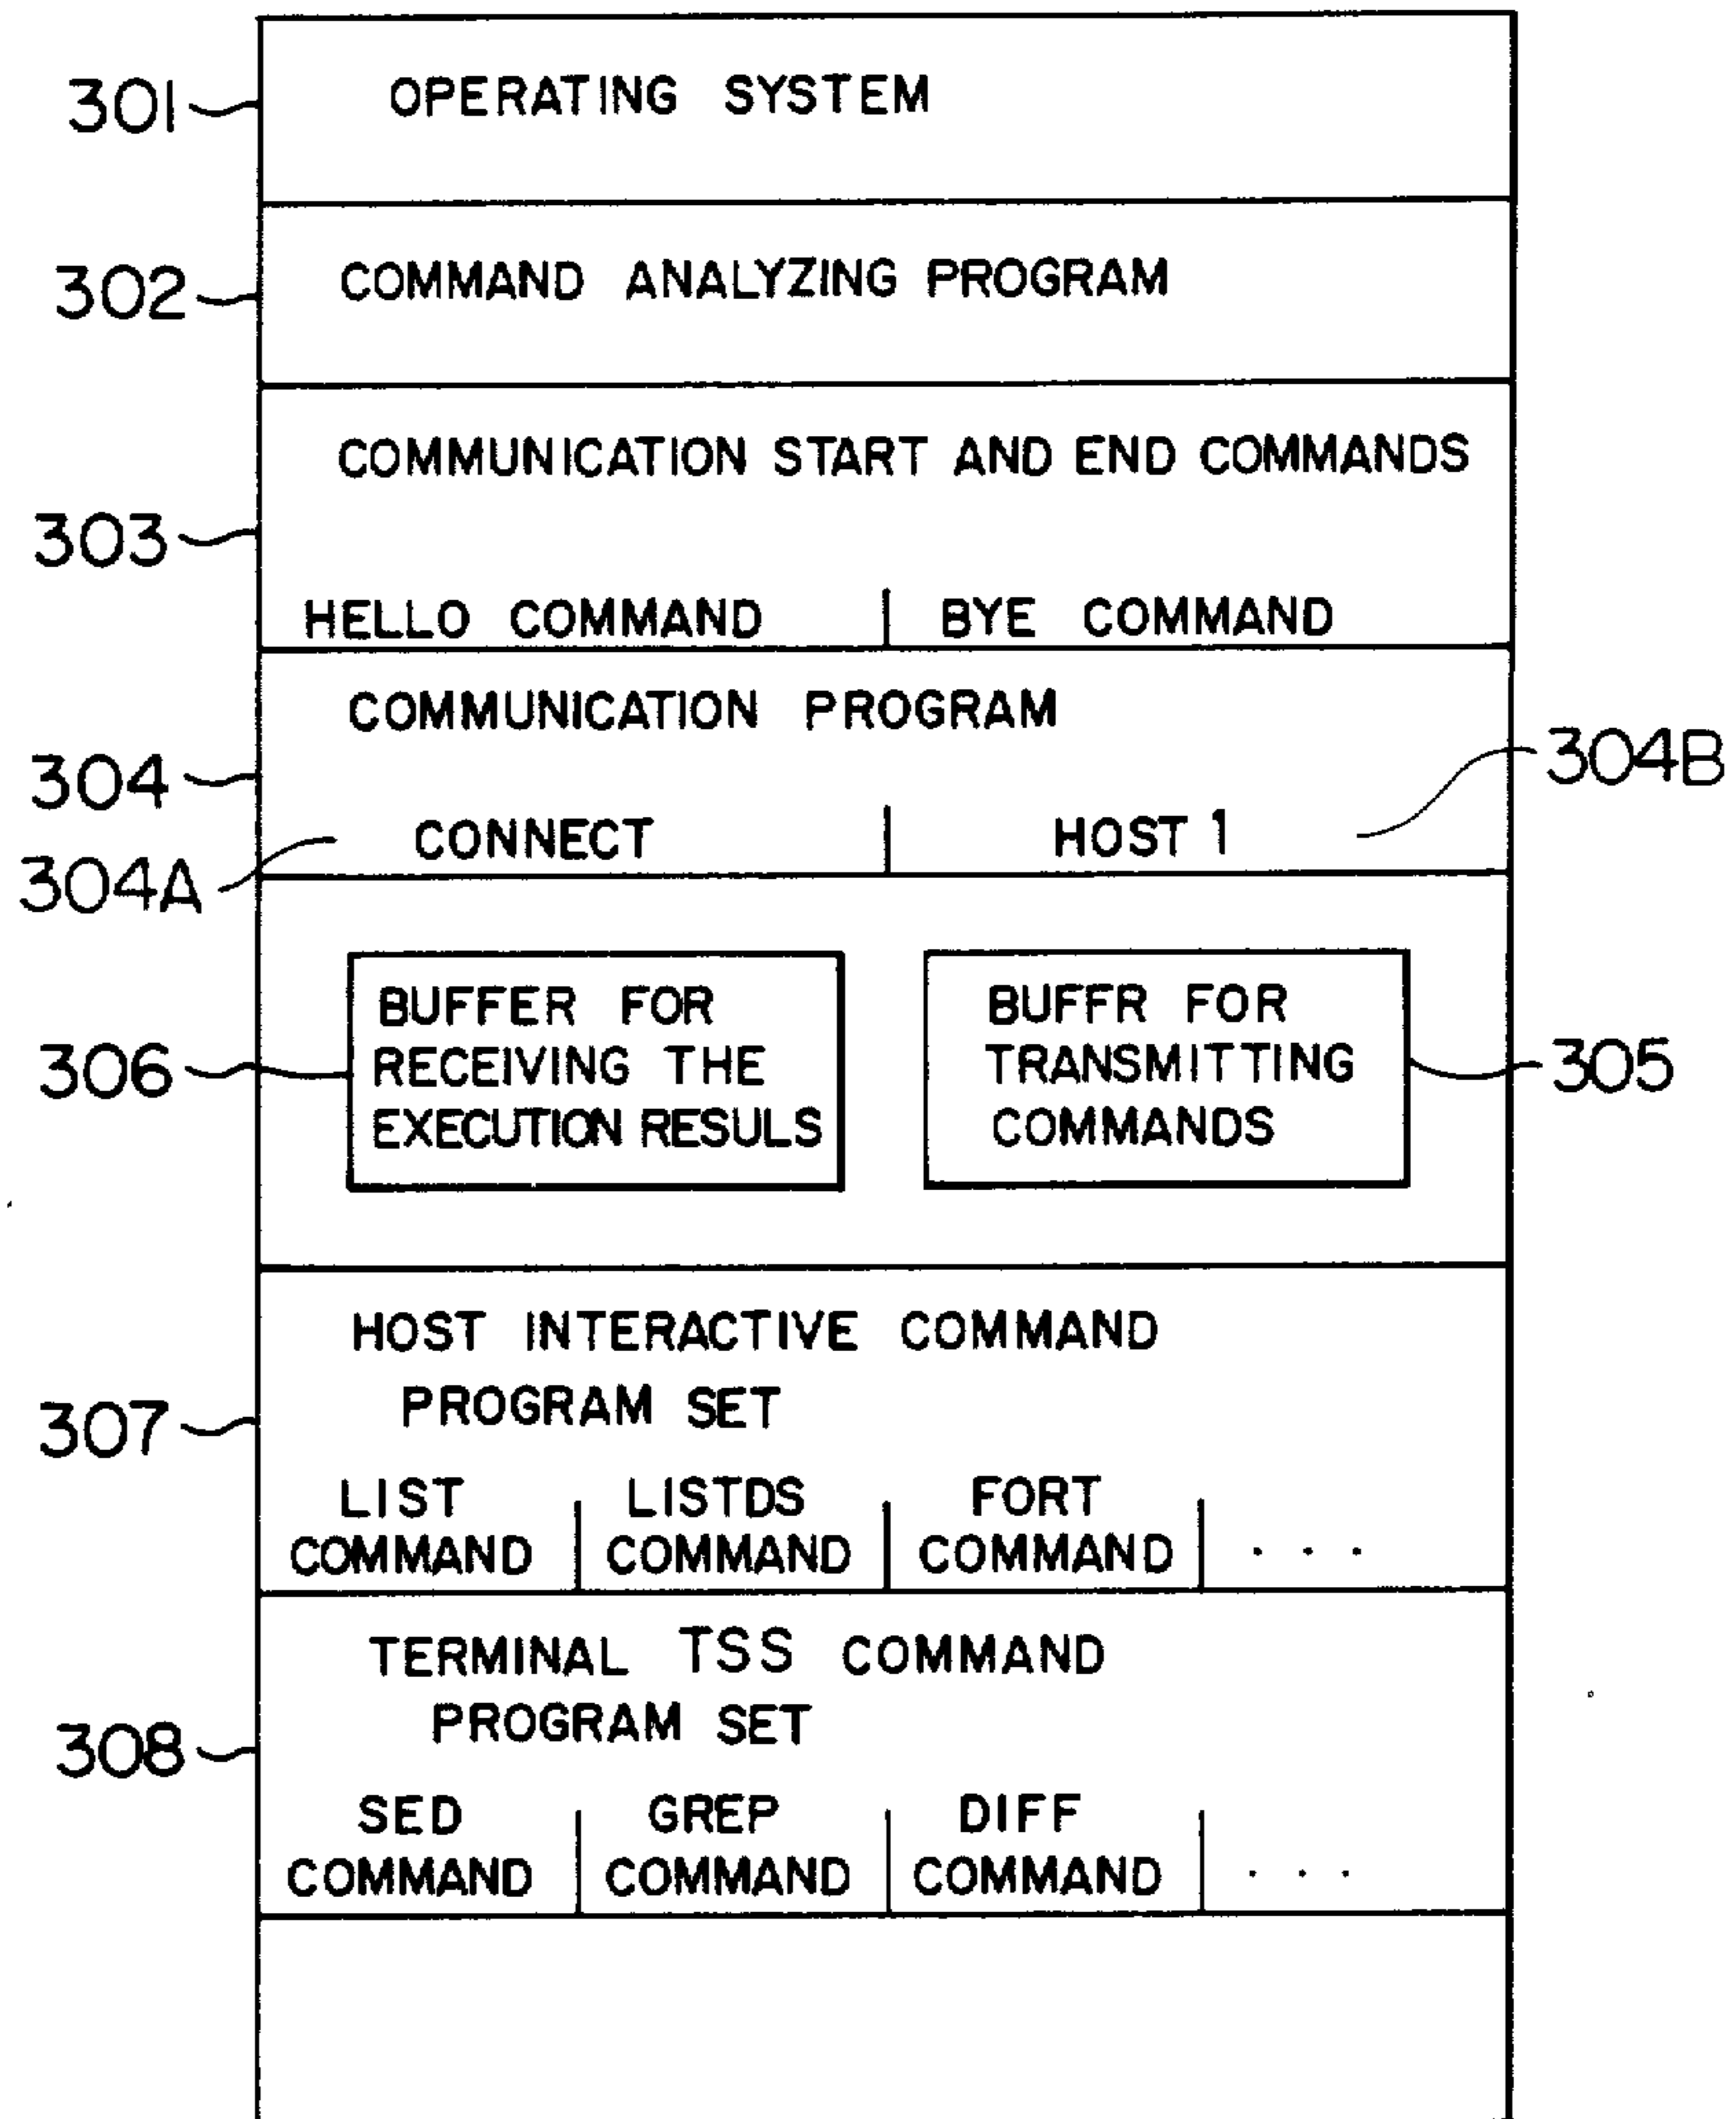 301
OPERATING SYSTEM
302
COMMAND ANALYZING PROGRAM
303
COMMUNICATION START AND END COMMANDS
HELLO COMMAND
BYE COMMAND
304
COMMUNICATION PROGRAM
304A
CONNECT
HOST 1
304B
306
BUFFER FOR
RECEIVING THE
EXECUTION RESULS
BUFFR FOR
TRANSMITTING
COMMANDS
305
307
HOST INTERACTIVE COMMAND
PROGRAM SET
LIST
COMMAND
LISTDS
COMMAND
FORT
COMMAND
. . .
308
TERMINAL TSS COMMAND
PROGRAM SET
SED
COMMAND
GREP
COMMAND
DIFF
COMMAND
. . .